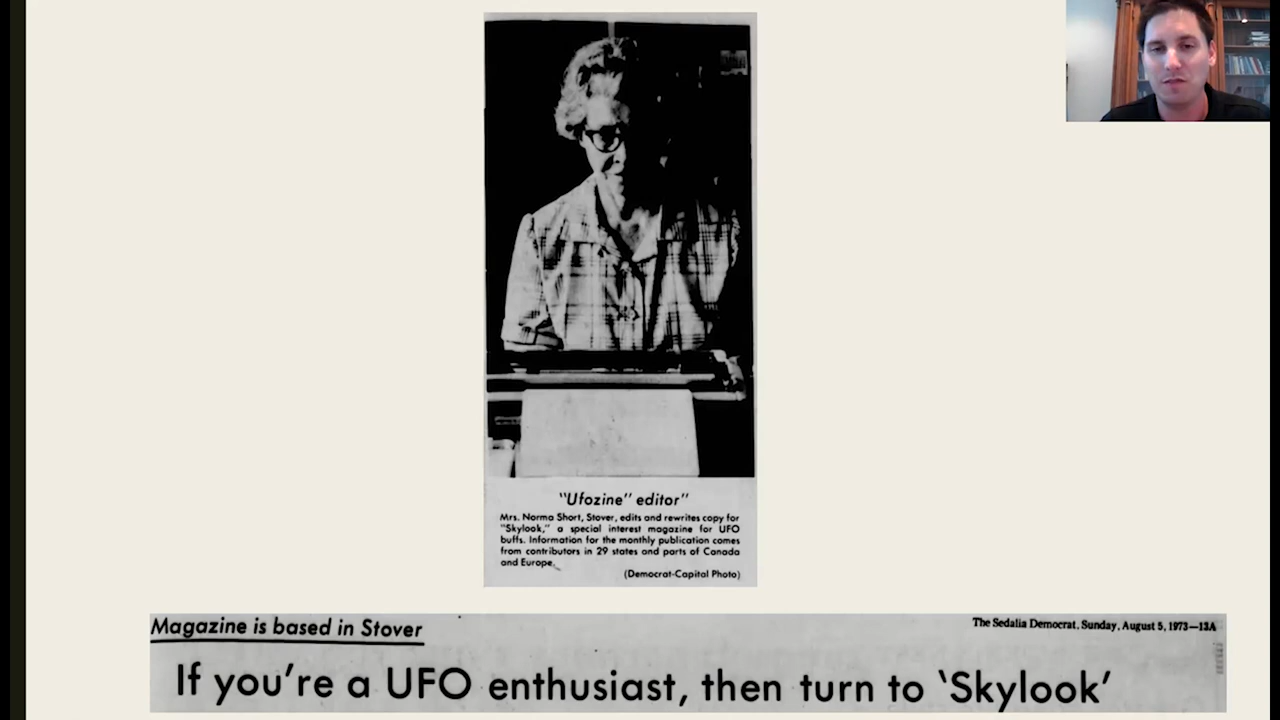 "Ufozine" editor"
Mrs. Norma Short, Stover, edits and rewrites copy for
"Skylook," a special interest magazine for UFO
buffs. Information for the monthly publication comes
from contributors in 29 states and parts of Canada
and Europe.
(Democrat-Capital Photo)
Magazine is based in Stover
The Sedalia Democrat, Sunday, August 5, 1973—13A
If you're a UFO enthusiast, then turn to 'Skylook'